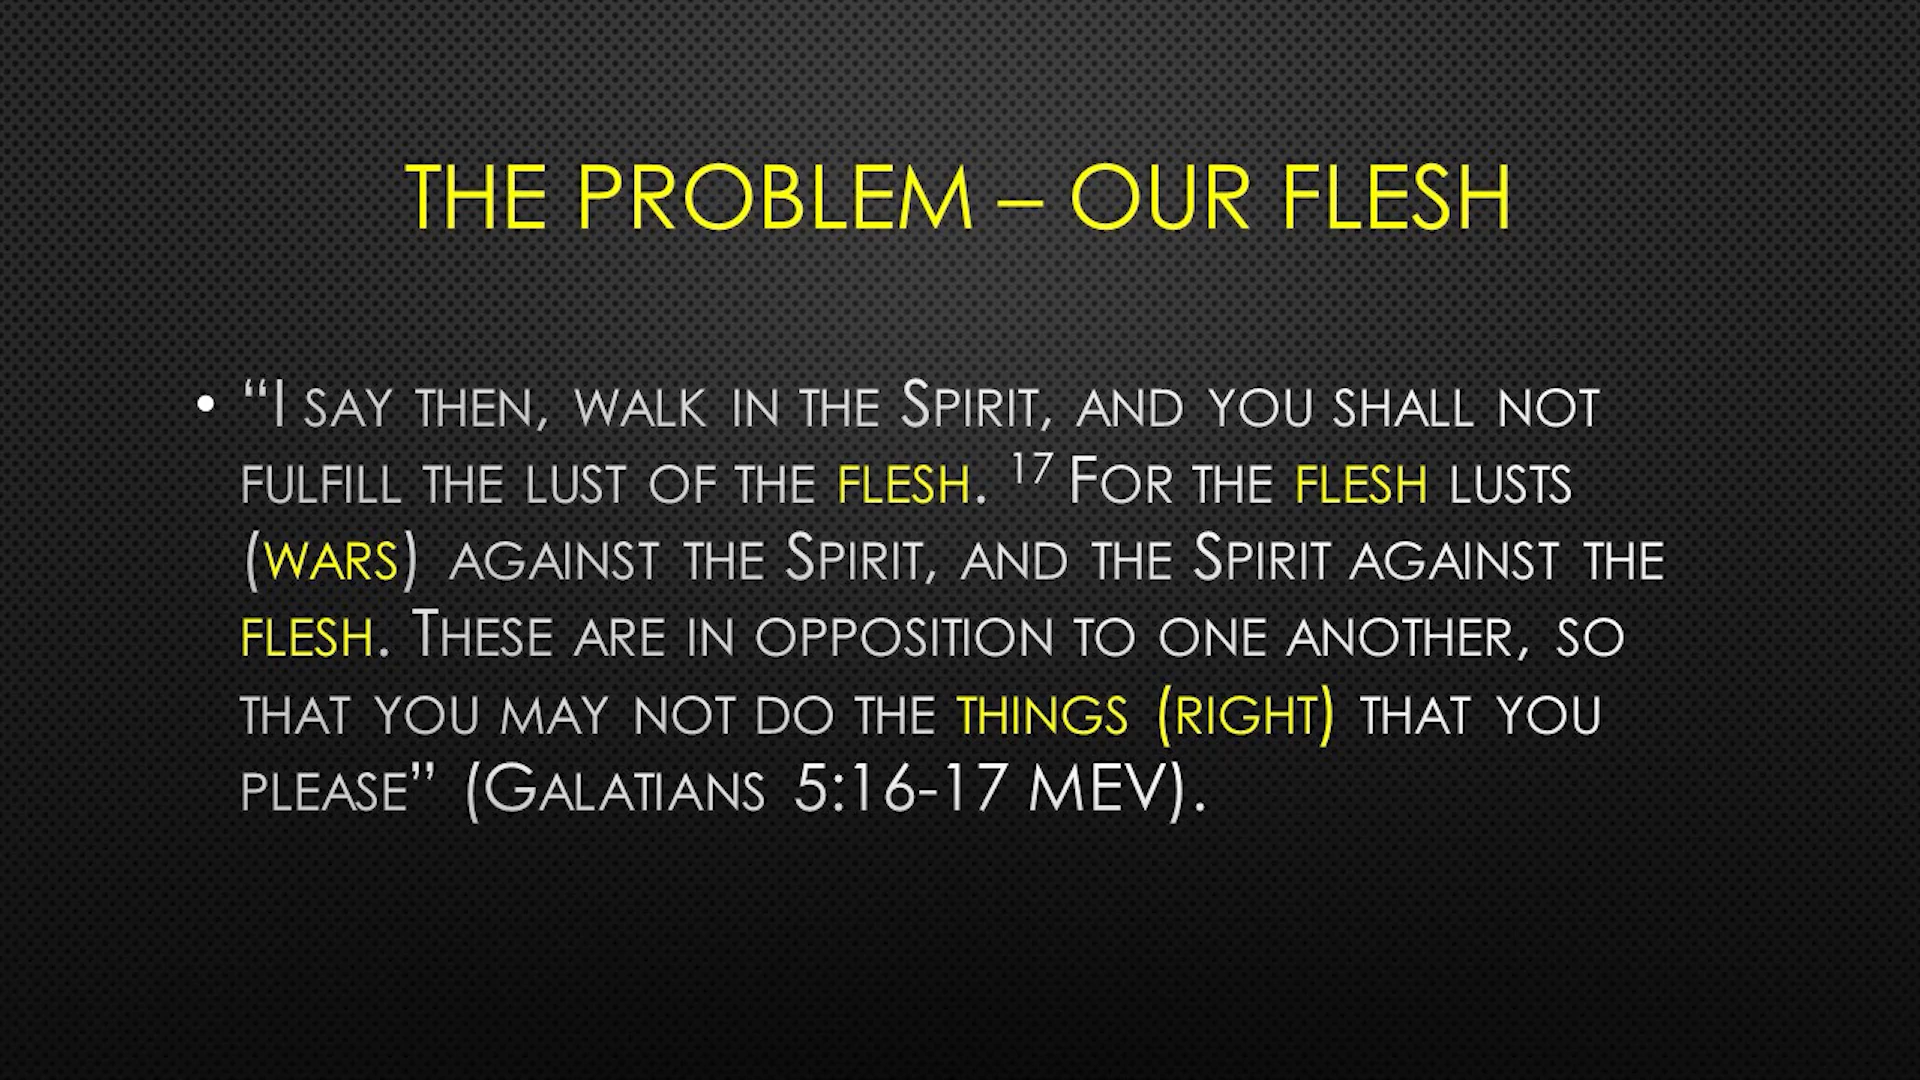 THE PROBLEM – OUR FLESH
• “I SAY THEN, WALK IN THE SPIRIT, AND YOU SHALL NOT
FULFILL THE LUST OF THE FLESH. 17 FOR THE FLESH LUSTS
(WARS) AGAINST THE SPIRIT, AND THE SPIRIT AGAINST THE
FLESH. THESE ARE IN OPPOSITION TO ONE ANOTHER, SO
THAT YOU MAY NOT DO THE THINGS (RIGHT) THAT YOU
PLEASE” (GALATIANS 5:16-17 MEV).